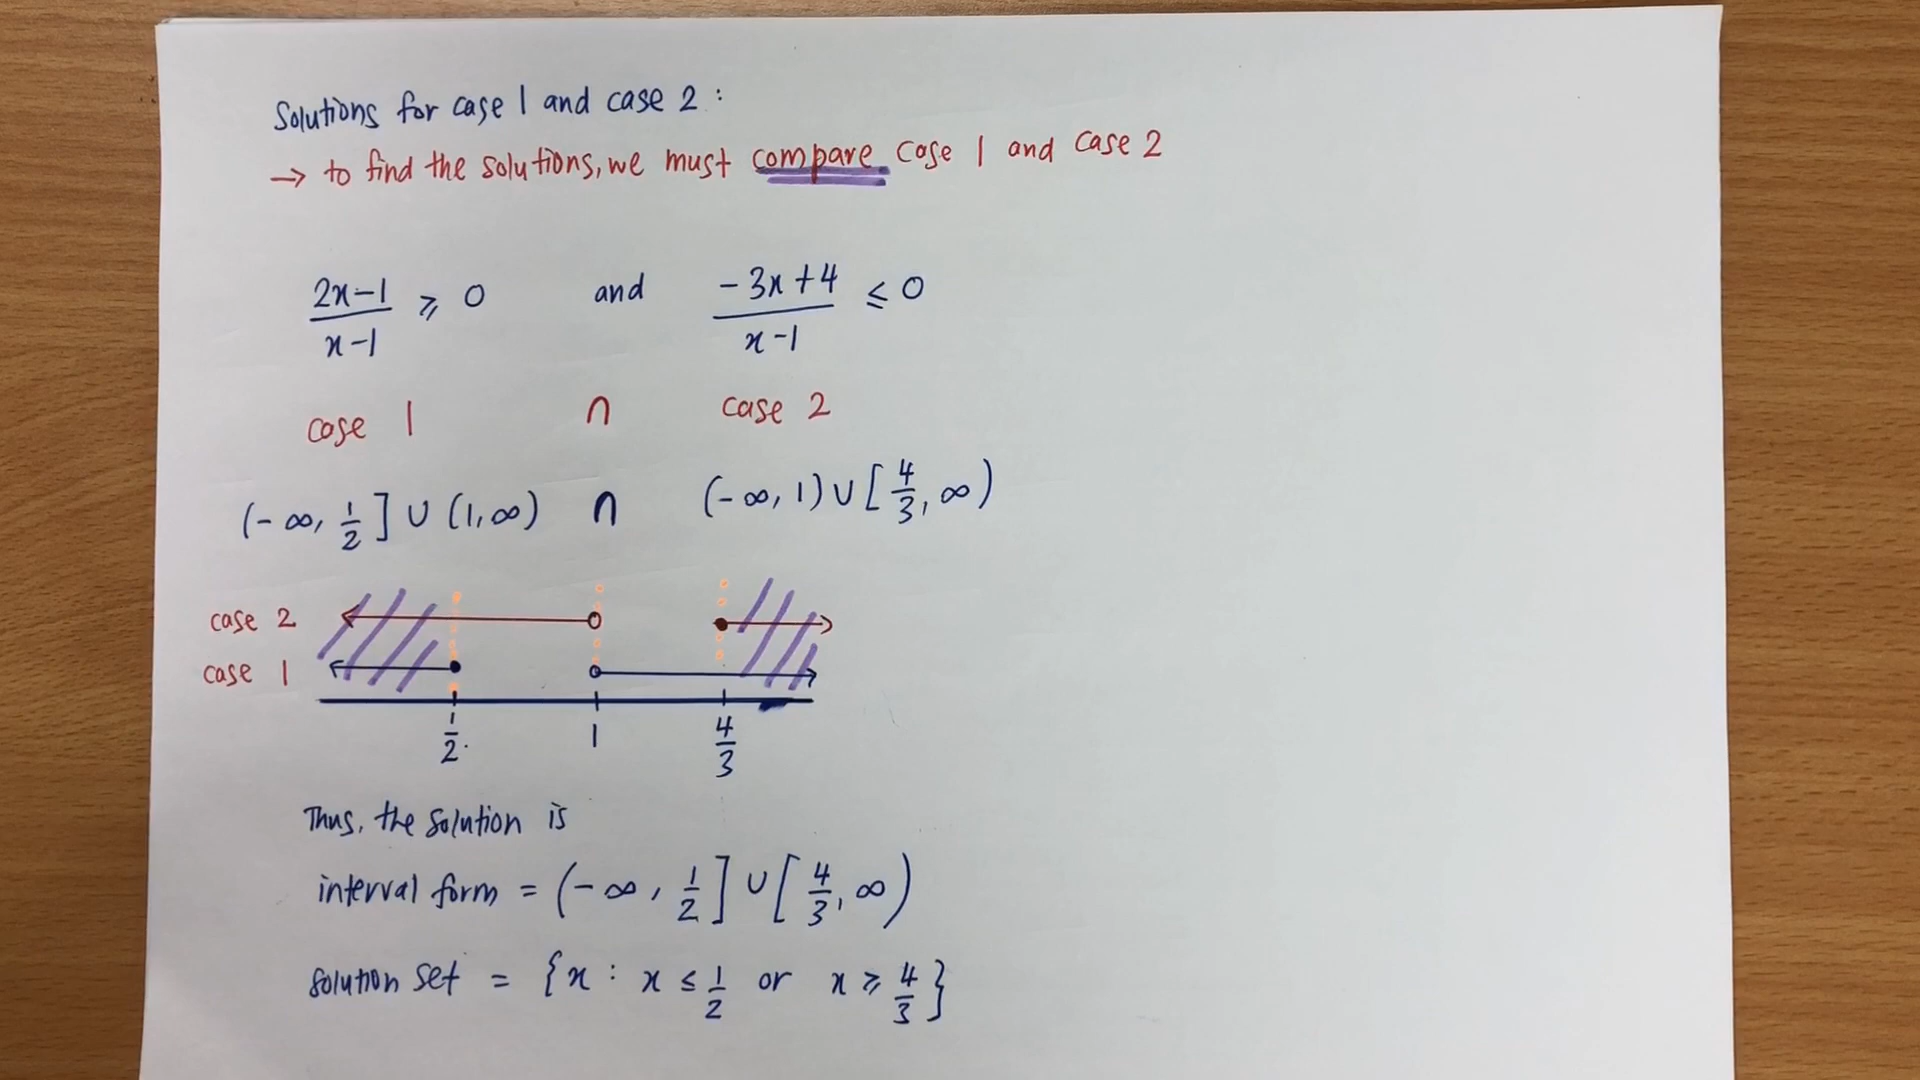 Solutions for case 1 and case 2 :
→ to find the solutions, we must compare case 1 and case 2
2x-1/x-1 ≥ 0 and -3x+4/x-1 ≤ 0
case 1 ∩ case 2
(-∞, 1/2] ∪ (1, ∞) ∩ (-∞, 1) ∪ [4/3, ∞)
case 2
case 1
1/2. 1 4/3
Thus, the solution is
interval form = (-∞, 1/2] ∪ [4/3, ∞)
solution set = {x : x ≤ 1/2 or x ≥ 4/3}